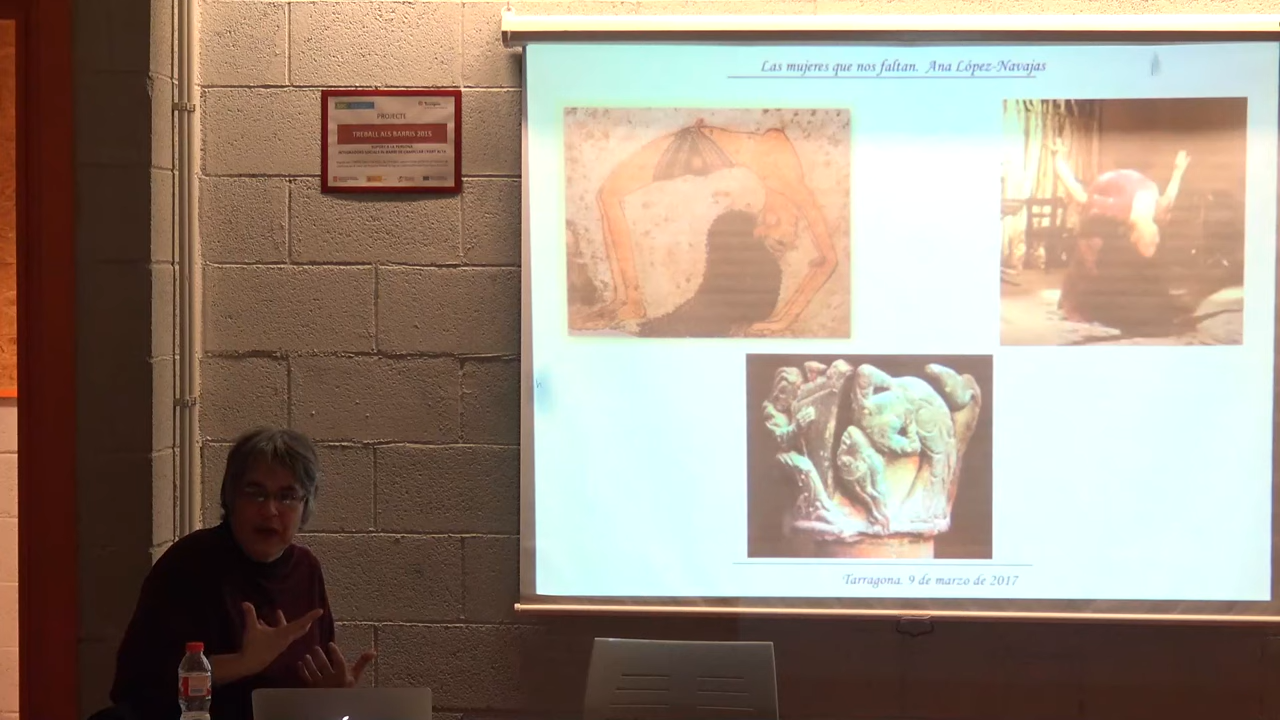 Las mujeres que nos faltan. Ana López-Navajas
PROJECTE
TREBALL ALS BARRIS 2015
Tarragona. 9 de marzo de 2017